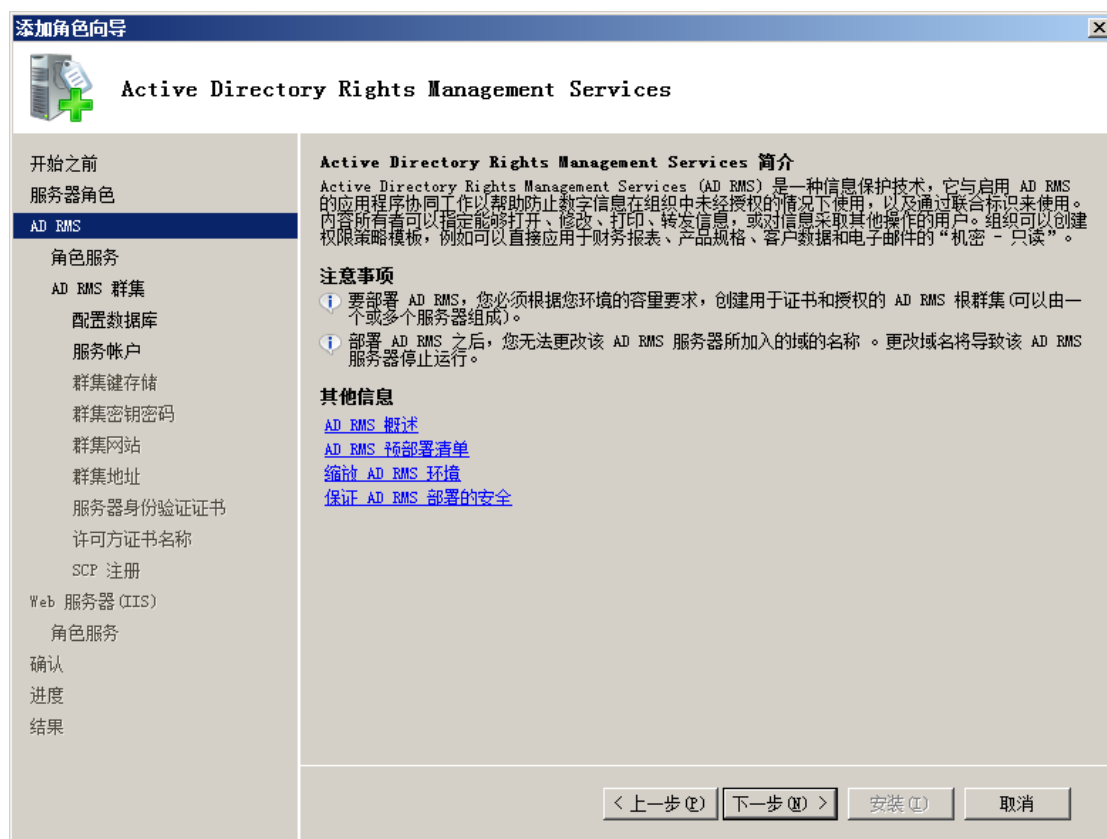 添加角色向导
Active Directory Rights Management Services
开始之前
服务器角色
AD RMS
角色服务
AD RMS 群集
配置数据库
服务帐户
群集键存储
群集密钥密码
群集网站
群集地址
服务器身份验证证书
许可方证书名称
SCP 注册
Web 服务器(IIS)
角色服务
确认
进度
结果
Active Directory Rights Management Services 简介
Active Directory Rights Management Services (AD RMS) 是一种信息保护技术，它与启用 AD RMS
的应用程序协同工作以帮助防止数字信息在组织中未经授权的情况下使用，以及通过联合标识来使用。
内容所有者可以指定能够打开、修改、打印、转发信息，或对信息采取其他操作的用户。组织可以创建
权限策略模板，例如可以直接应用于财务报表、产品规格、客户数据和电子邮件的“机密 - 只读”。
注意事项
要部署 AD RMS，您必须根据您环境的容量要求，创建用于证书和授权的 AD RMS 根群集(可以由一
个或多个服务器组成)。
部署 AD RMS 之后，您无法更改该 AD RMS 服务器所加入的域的名称 。更改域名将导致该 AD RMS
服务器停止运行。
其他信息
AD RMS 概述
AD RMS 预部署清单
缩放 AD RMS 环境
保证 AD RMS 部署的安全
< 上一步(P)
下一步(N) >
安装(I)
取消